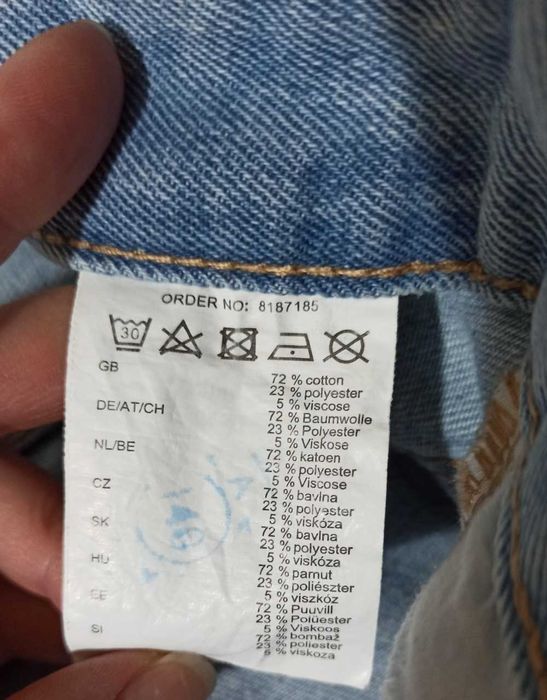 ORDER NO: 8187185
30
GB
72 % cotton
23 % polyester
5 % viscose
DE/AT/CH
72 % Baumwolle
23 % Polyester
5 % Viskose
NL/BE
72 % katoen
23 % polyester
5 % Viscose
CZ
72 % bavlna
23 % polyester
5 % viskóza
SK
72 % bavlna
23 % polyester
5 % viskóza
HU
72 % pamut
23 % poliészter
5 % viszkóz
EE
72 % Puuvill
23 % Polüester
5 % Viskoos
SI
72 % bombaž
23 % poliester
5 % viskoza